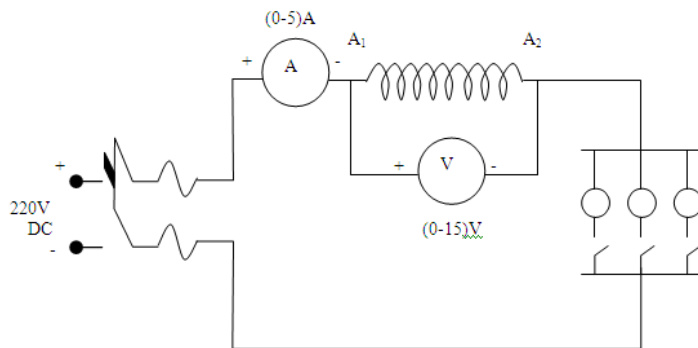 (0-5)A
A₁ A₂
+ A -
+ V -
+
220V
DC
-
(0-15)V